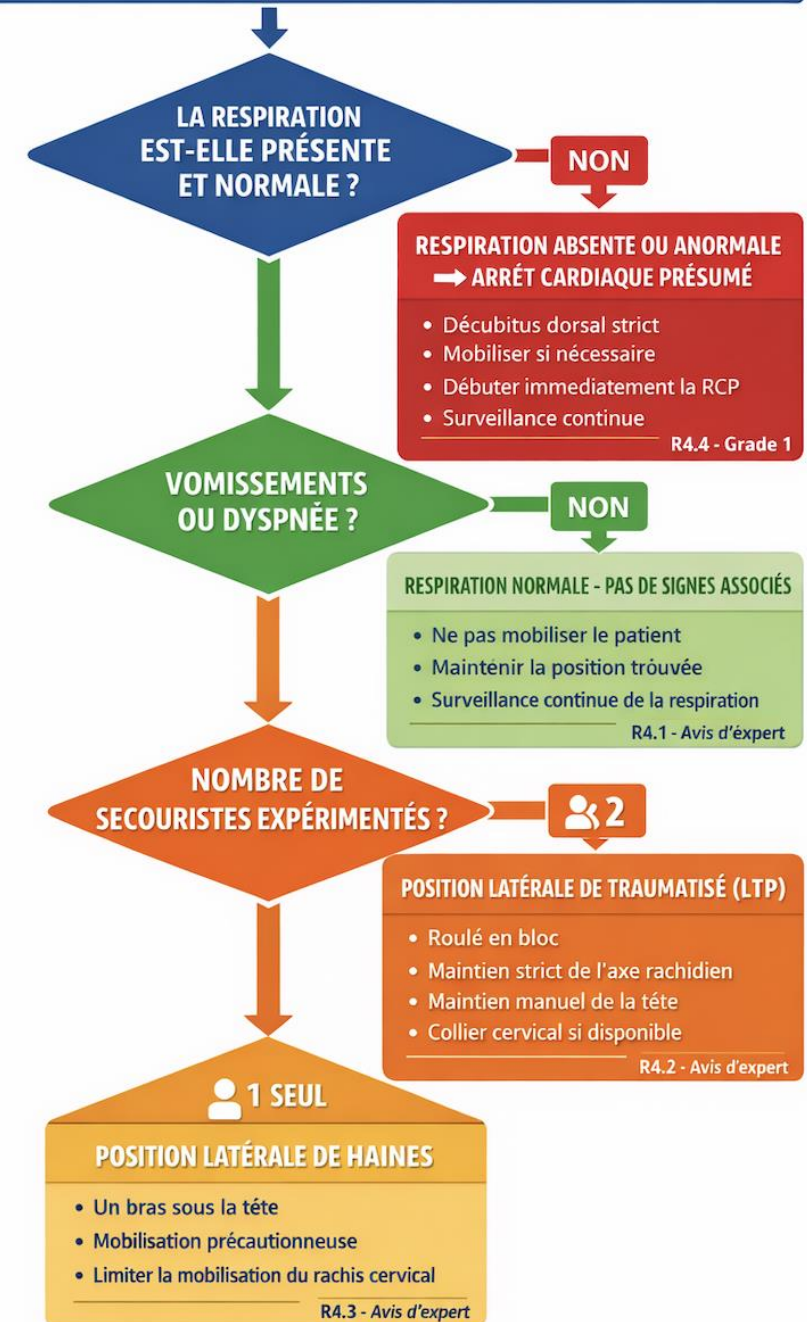 LA RESPIRATION
EST-ELLE PRÉSENTE
ET NORMALE ?
NON
RESPIRATION ABSENTE OU ANORMALE
➡ ARRÉT CARDIAQUE PRÉSUMÉ
• Décubitus dorsal strict
• Mobiliser si nécessaire
• Débuter immediatement la RCP
• Surveillance continue
R4.4 - Grade 1
VOMISSEMENTS
OU DYSPNÉE ?
NON
RESPIRATION NORMALE - PAS DE SIGNES ASSOCIÉS
• Ne pas mobiliser le patient
• Mainténir la position tróuvée
• Surveillance continue de la respiration
R4.1 - Avis d'éxpert
NOMBRE DE
SECOURISTES EXPÉRIMENTÉS ?
2
POSITION LATÉRALE DE TRAUMATISÉ (LTP)
• Roulé en bloc
• Maintien strict de l'axe rachidien
• Maintien manuel de la téte
• Collier cervical si disponible
R4.2 - Avis d'expert
1 SEUL
POSITION LATÉRALE DE HAINES
• Un bras sous la téte
• Mobilisation précautionneuse
• Limiter la mobilisation du rachis cervical
R4.3 - Avis d'expert